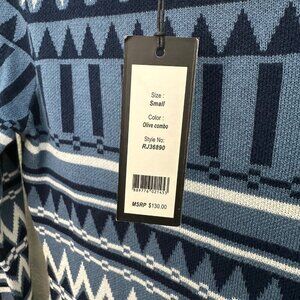 Size :
Small
Color :
Olive combo
Style No:
RJ36890
MSRP $130.00